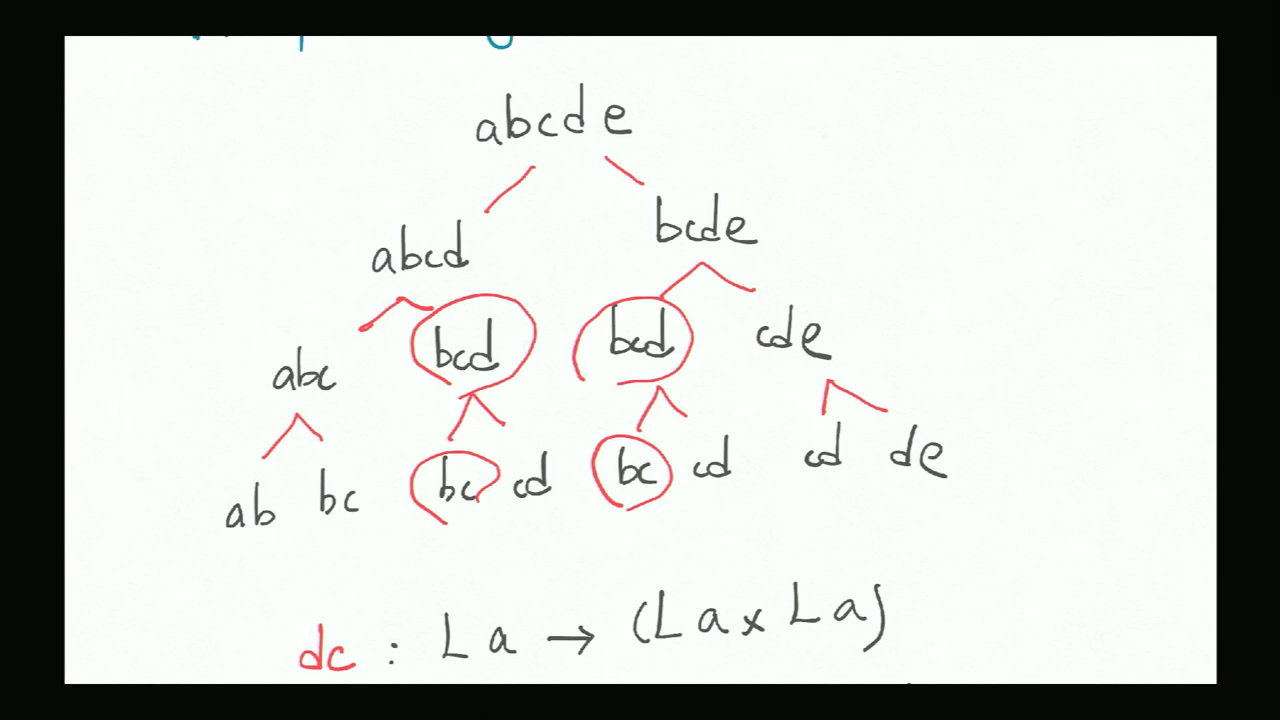 abcde
abcd bcde
abc bcd bcd cde
ab bc bc cd bc cd cd de
dc : L a → (L a x L a)